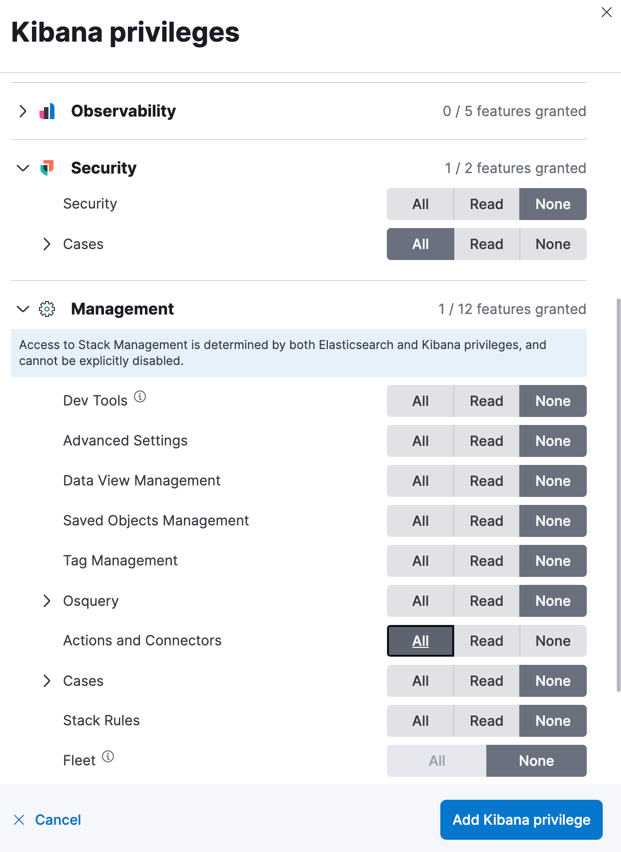 Kibana privileges
Observability 0 / 5 features granted
Security 1 / 2 features granted
Security All Read None
Cases All Read None
Management 1 / 12 features granted
Access to Stack Management is determined by both Elasticsearch and Kibana privileges, and
cannot be explicitly disabled.
Dev Tools All Read None
Advanced Settings All Read None
Data View Management All Read None
Saved Objects Management All Read None
Tag Management All Read None
Osquery All Read None
Actions and Connectors All Read None
Cases All Read None
Stack Rules All Read None
Fleet All None
Cancel Add Kibana privilege